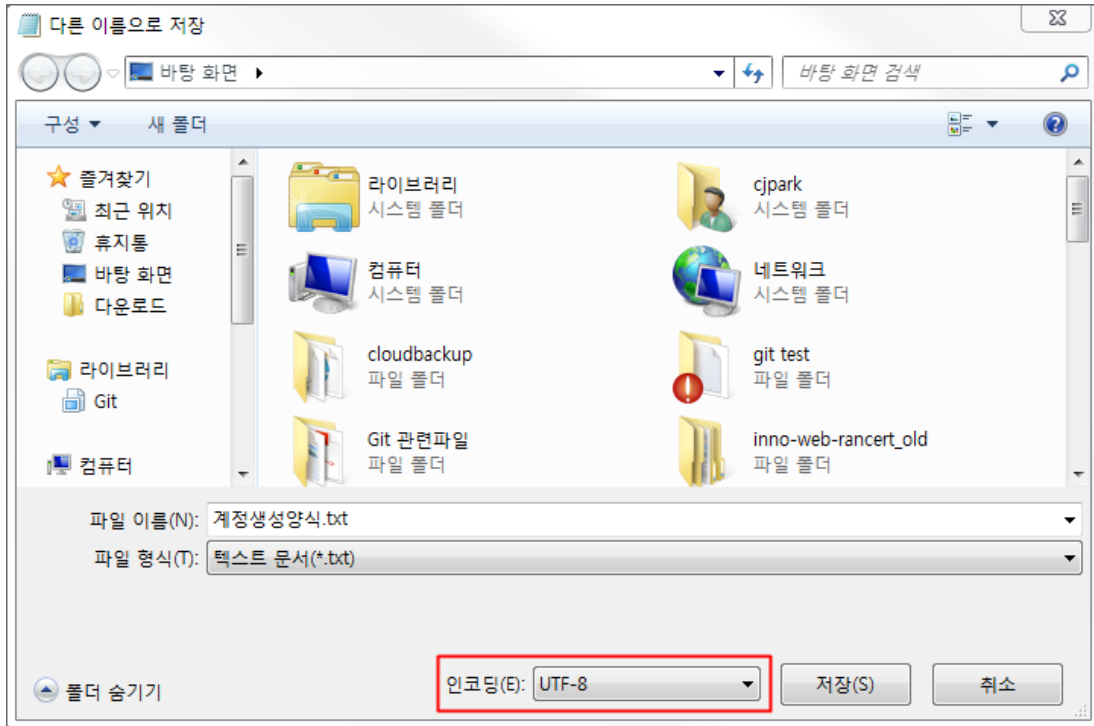 다른 이름으로 저장
바탕 화면
바탕 화면 검색
구성
새 폴더
즐겨찾기
최근 위치
휴지통
바탕 화면
다운로드
라이브러리
Git
컴퓨터
라이브러리
시스템 폴더
cjpark
시스템 폴더
컴퓨터
시스템 폴더
네트워크
시스템 폴더
cloudbackup
파일 폴더
git test
파일 폴더
Git 관련파일
파일 폴더
inno-web-rancert_old
파일 폴더
파일 이름(N): 계정생성양식.txt
파일 형식(T): 텍스트 문서(*.txt)
폴더 숨기기
인코딩(E): UTF-8
저장(S)
취소